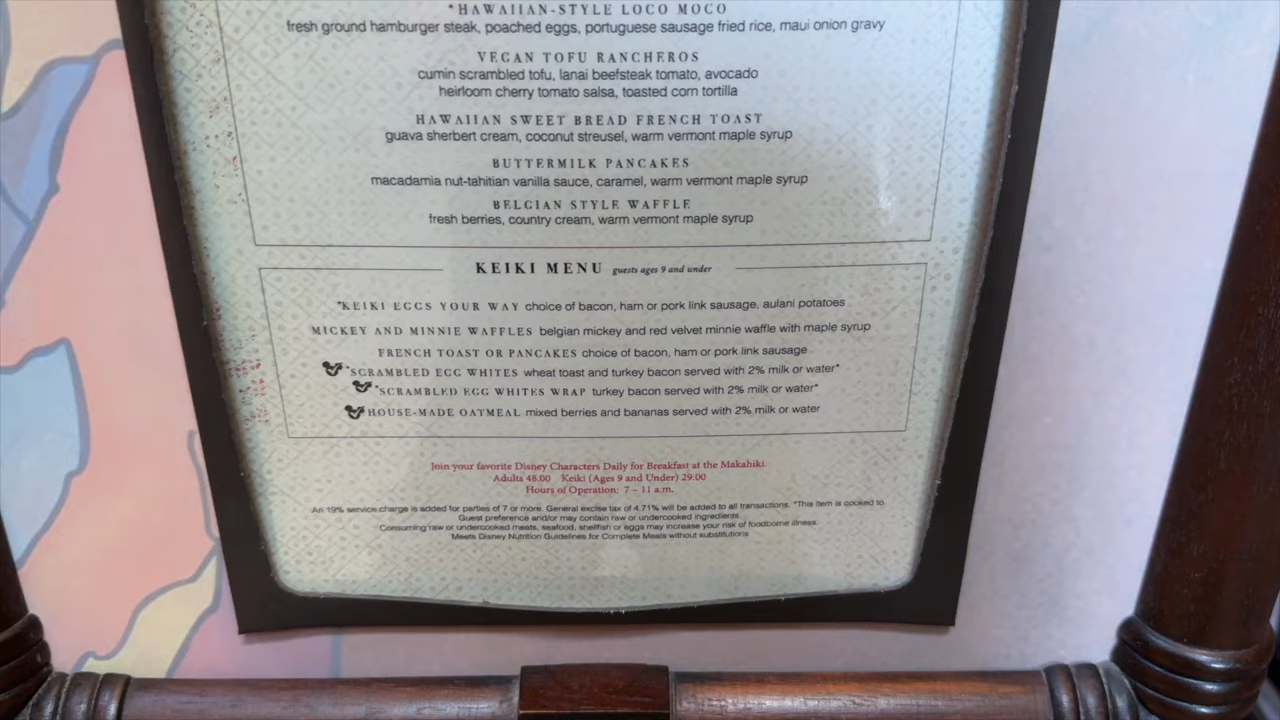 *HAWAIIAN-STYLE LOCO MOCO
fresh ground hamburger steak, poached eggs, portuguese sausage fried rice, maui onion gravy
VEGAN TOFU RANCHEROS
cumin scrambled tofu, lanai beefsteak tomato, avocado
heirloom cherry tomato salsa, toasted corn tortilla
HAWAIIAN SWEET BREAD FRENCH TOAST
guava sherbert cream, coconut streusel, warm vermont maple syrup
BUTTERMILK PANCAKES
macadamia nut-tahitian vanilla sauce, caramel, warm vermont maple syrup
BELGIAN STYLE WAFFLE
fresh berries, country cream, warm vermont maple syrup
KEIKI MENU guests ages 9 and under
*KEIKI EGGS YOUR WAY choice of bacon, ham or pork link sausage, aulani potatoes
MICKEY AND MINNIE WAFFLES belgian mickey and red velvet minnie waffle with maple syrup
FRENCH TOAST OR PANCAKES choice of bacon, ham or pork link sausage
*SCRAMBLED EGG WHITES wheat toast and turkey bacon served with 2% milk or water*
*SCRAMBLED EGG WHITES WRAP turkey bacon served with 2% milk or water*
HOUSE-MADE OATMEAL mixed berries and bananas served with 2% milk or water
Join your favorite Disney Characters Daily for Breakfast at the Makahiki.
Adults 48.00 Keiki (Ages 9 and Under) 29.00
Hours of Operation: 7 – 11 a.m.
An 19% service charge is added for parties of 7 or more. General excise tax of 4.71% will be added to all transactions. *This item is cooked to
Guest preference and/or may contain raw or undercooked ingredients.
Consuming raw or undercooked meats, seafood, shellfish or eggs may increase your risk of foodborne illness.
Meets Disney Nutrition Guidelines for Complete Meals without substitutions